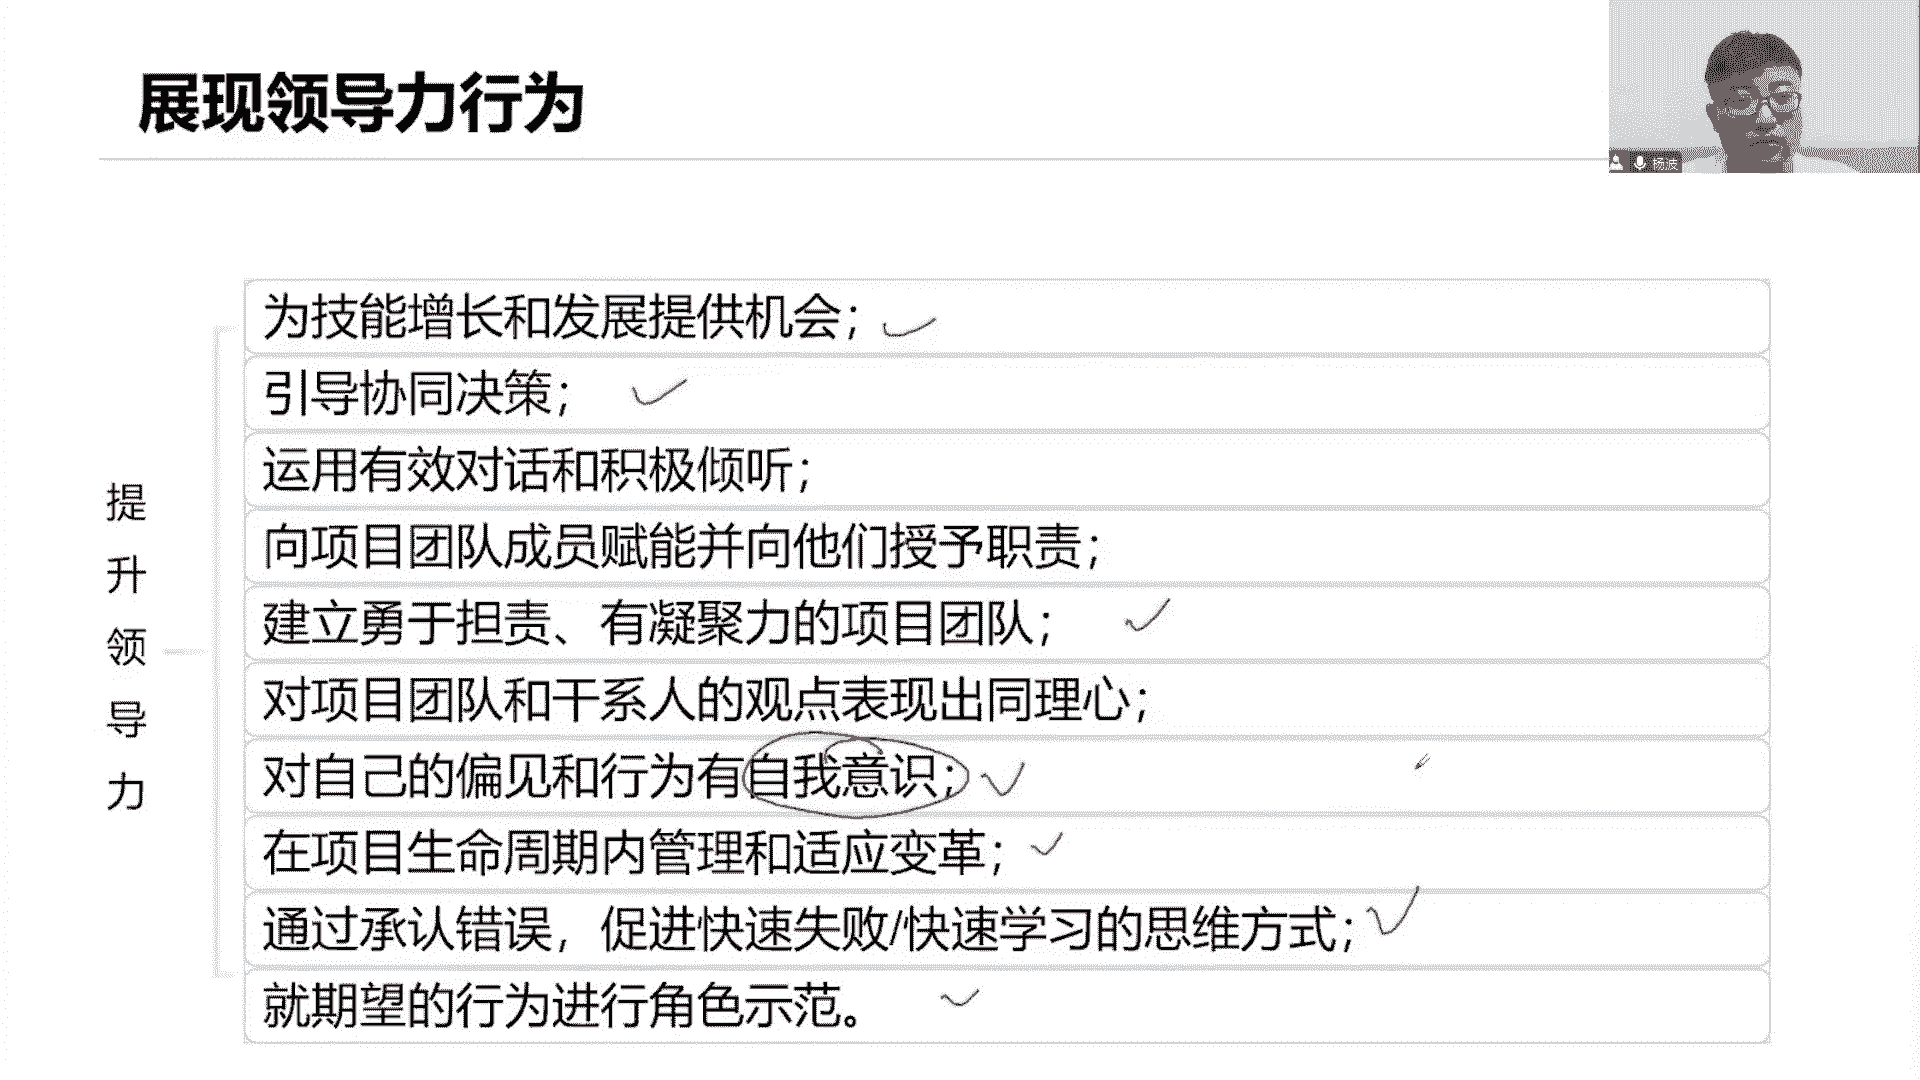 展现领导力行为
杨波
提升领导力
为技能增长和发展提供机会；
引导协同决策；
运用有效对话和积极倾听；
向项目团队成员赋能并向他们授予职责；
建立勇于担责、有凝聚力的项目团队；
对项目团队和干系人的观点表现出同理心；
对自己的偏见和行为有自我意识；
在项目生命周期内管理和适应变革；
通过承认错误，促进快速失败/快速学习的思维方式；
就期望的行为进行角色示范。